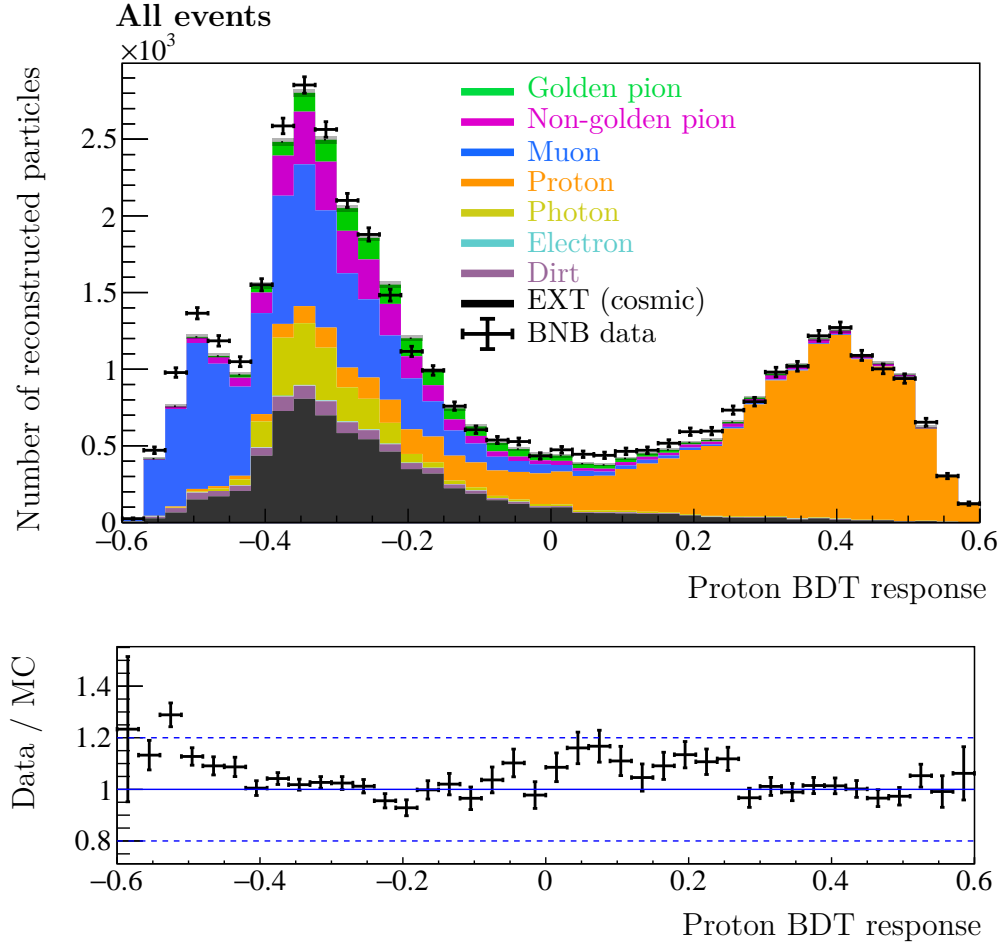 All events
×10³
Number of reconstructed particles
2.5
2
1.5
1
0.5
0
Golden pion
Non-golden pion
Muon
Proton
Photon
Electron
Dirt
EXT (cosmic)
BNB data
−0.6 −0.4 −0.2 0 0.2 0.4 0.6
Proton BDT response
Data / MC
1.4
1.2
1
0.8
−0.6 −0.4 −0.2 0 0.2 0.4 0.6
Proton BDT response